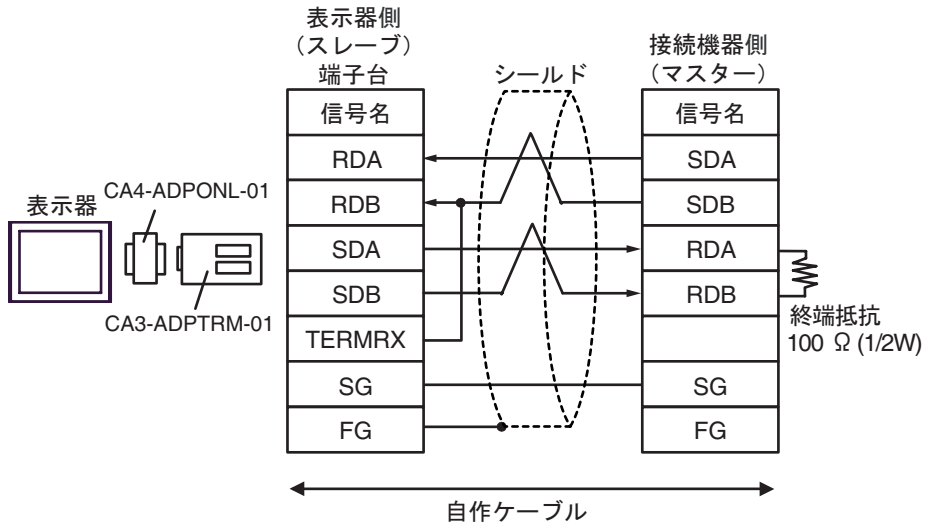 表示器側
(スレーブ)
端子台
シールド
接続機器側
(マスター)
信号名
信号名
RDA
SDA
RDB
SDB
SDA
RDA
SDB
RDB
TERMRX
SG
SG
FG
FG
表示器
CA4-ADPONL-01
CA3-ADPTRM-01
終端抵抗
100 Ω (1/2W)
自作ケーブル